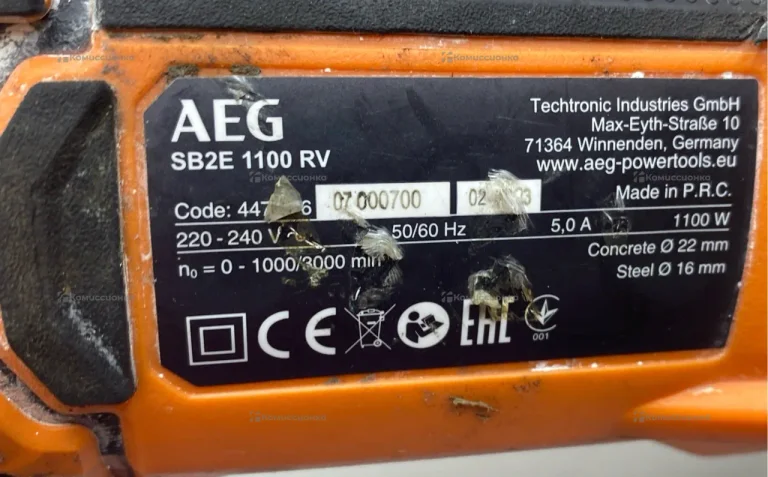 AEG
SB2E 1100 RV
Techtronic Industries GmbH
Max-Eyth-Straße 10
71364 Winnenden, Germany
www.aeg-powertools.eu
Made in P.R.C.
Code: 07 000700
220 - 240 V 50/60 Hz 5,0 A 1100 W
n₀ = 0 - 1000/3000 min
Concrete Ø 22 mm
Steel Ø 16 mm
CE EAC
001
Комиссионко